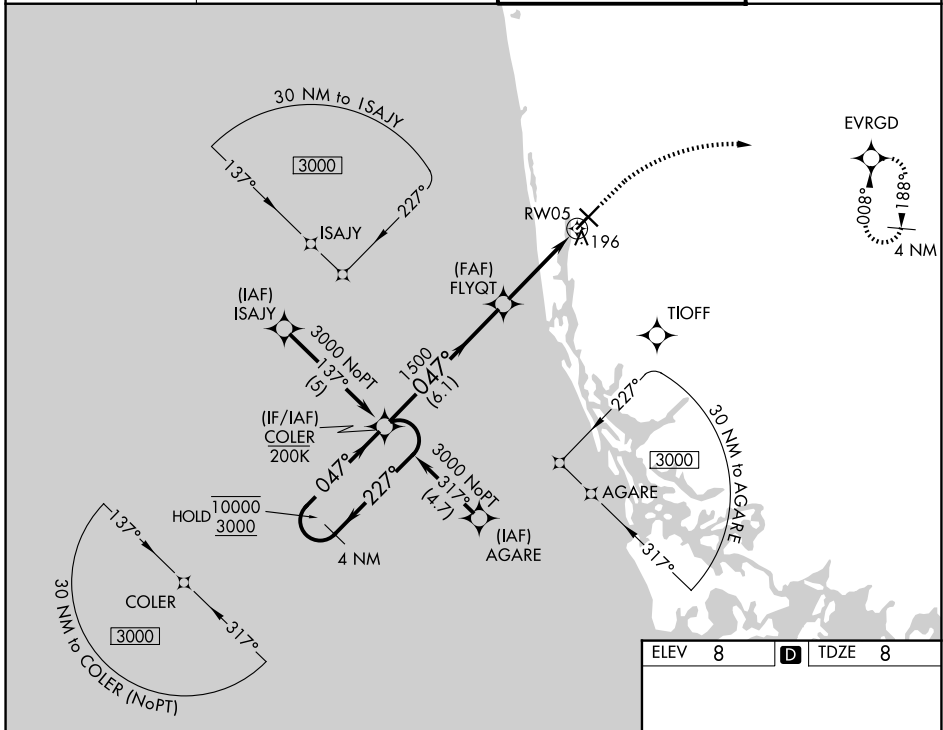 30 NM to ISAJY
3000
137°
227°
ISAJY
EVRGD
008°
188°
4 NM
RW05
196
(FAF)
FLYQT
TIOFF
(IAF)
ISAJY
3000 NoPT
137°
(5)
1500
047°
(6.1)
(IF/IAF)
COLER
200K
047°
227°
HOLD
10000
3000
4 NM
3000 NoPT
317°
(4.7)
(IAF)
AGARE
227°
30 NM to AGARE
3000
AGARE
317°
137°
COLER
317°
3000
30 NM to COLER (NoPT)
ELEV 8
D
TDZE 8